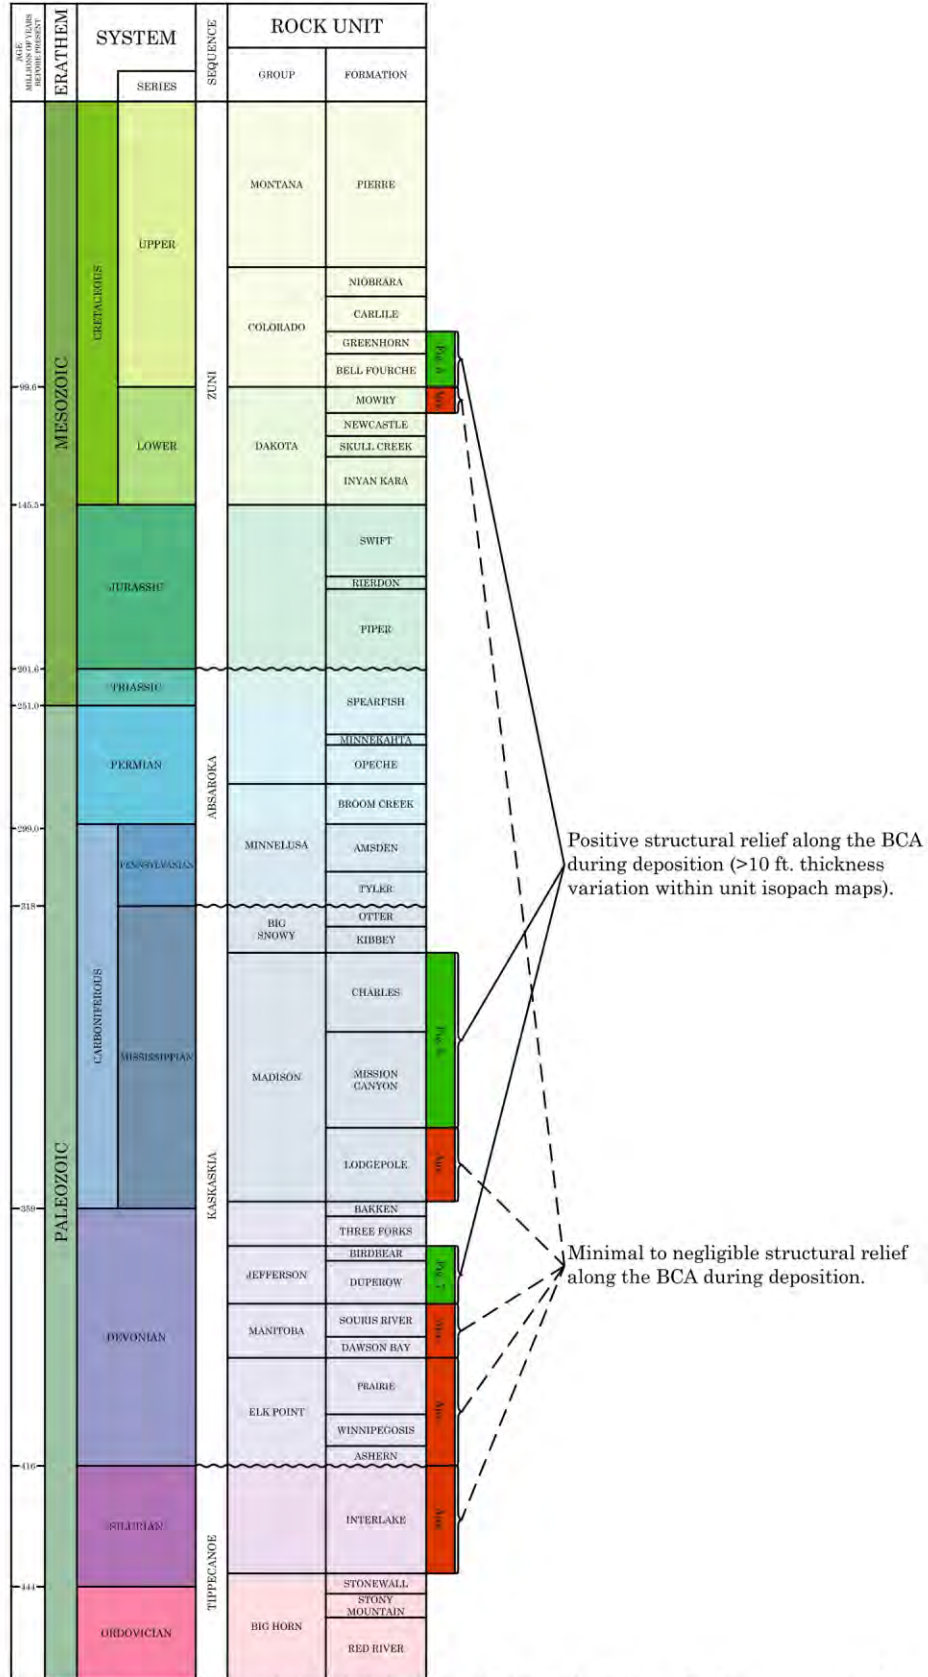 AGE
MILLIONS OF YEARS
BEFORE PRESENT
ERATHEM
SYSTEM
SERIES
SEQUENCE
ROCK UNIT
GROUP
FORMATION
MESOZOIC
CRETACEOUS
UPPER
ZUNI
MONTANA
PIERRE
COLORADO
NIOBRARA
CARLILE
GREENHORN
BELL FOURCHE
99.6
LOWER
DAKOTA
MOWRY
NEWCASTLE
SKULL CREEK
INYAN KARA
145.5
JURASSIC
SWIFT
RIERDON
PIPER
201.6
TRIASSIC
SPEARFISH
251.0
PALEOZOIC
PERMIAN
ABSAROKA
MINNEKAHTA
OPECHE
MINNELUSA
BROOM CREEK
299.0
CARBONIFEROUS
PENNSYLVANIAN
AMSDEN
TYLER
318
MISSISSIPPIAN
KASKASKIA
BIG
SNOWY
OTTER
KIBBEY
MADISON
CHARLES
MISSION
CANYON
LODGEPOLE
359
DEVONIAN
BAKKEN
THREE FORKS
JEFFERSON
BIRDBEAR
DUPEROW
Fig. 7
MANITOBA
SOURIS RIVER
DAWSON BAY
ELK POINT
PRAIRIE
WINNIPEGOSIS
ASHERN
416
SILURIAN
TIPPECANOE
INTERLAKE
444
ORDOVICIAN
BIG HORN
STONEWALL
STONY
MOUNTAIN
RED RIVER
Positive structural relief along the BCA
during deposition (>10 ft. thickness
variation within unit isopach maps).
Minimal to negligible structural relief
along the BCA during deposition.